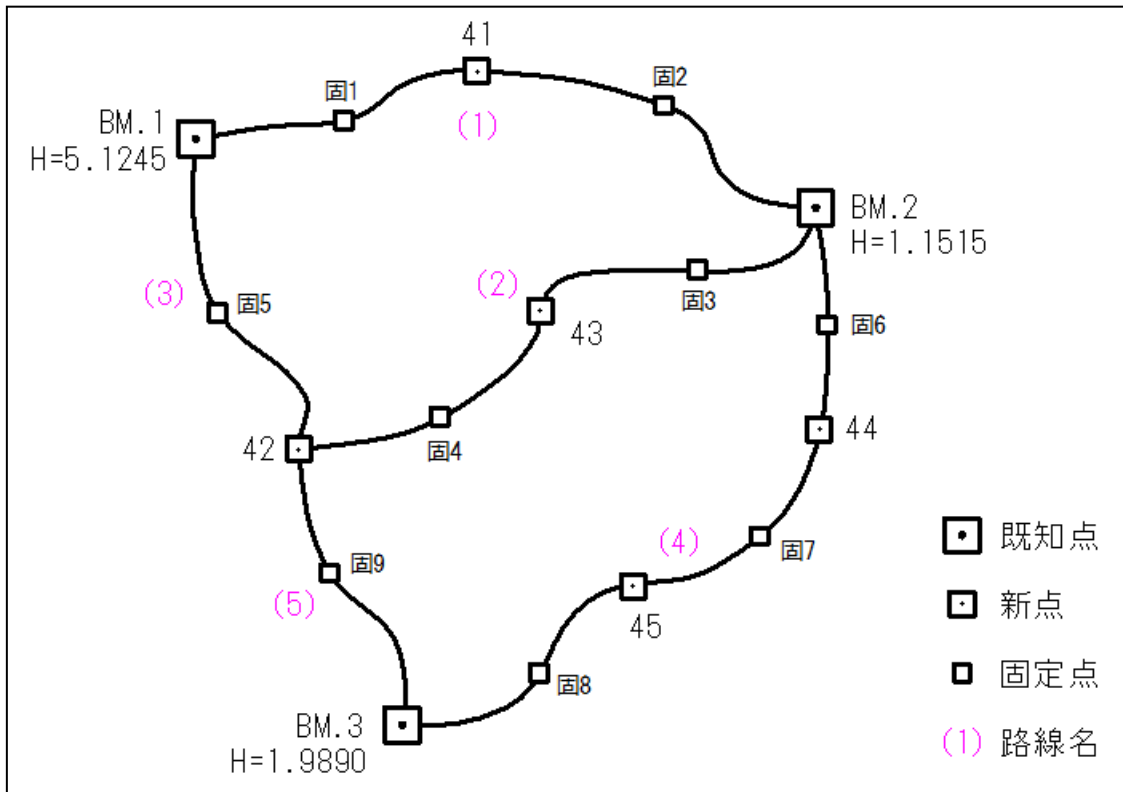 41
固1
固2
(1)
BM.1
H=5.1245
BM.2
H=1.1515
(2)
固3
(3)
固5
43
固6
42
固4
44
固9
(5)
(4)
固7
45
固8
BM.3
H=1.9890
既知点
新点
固定点
(1) 路線名